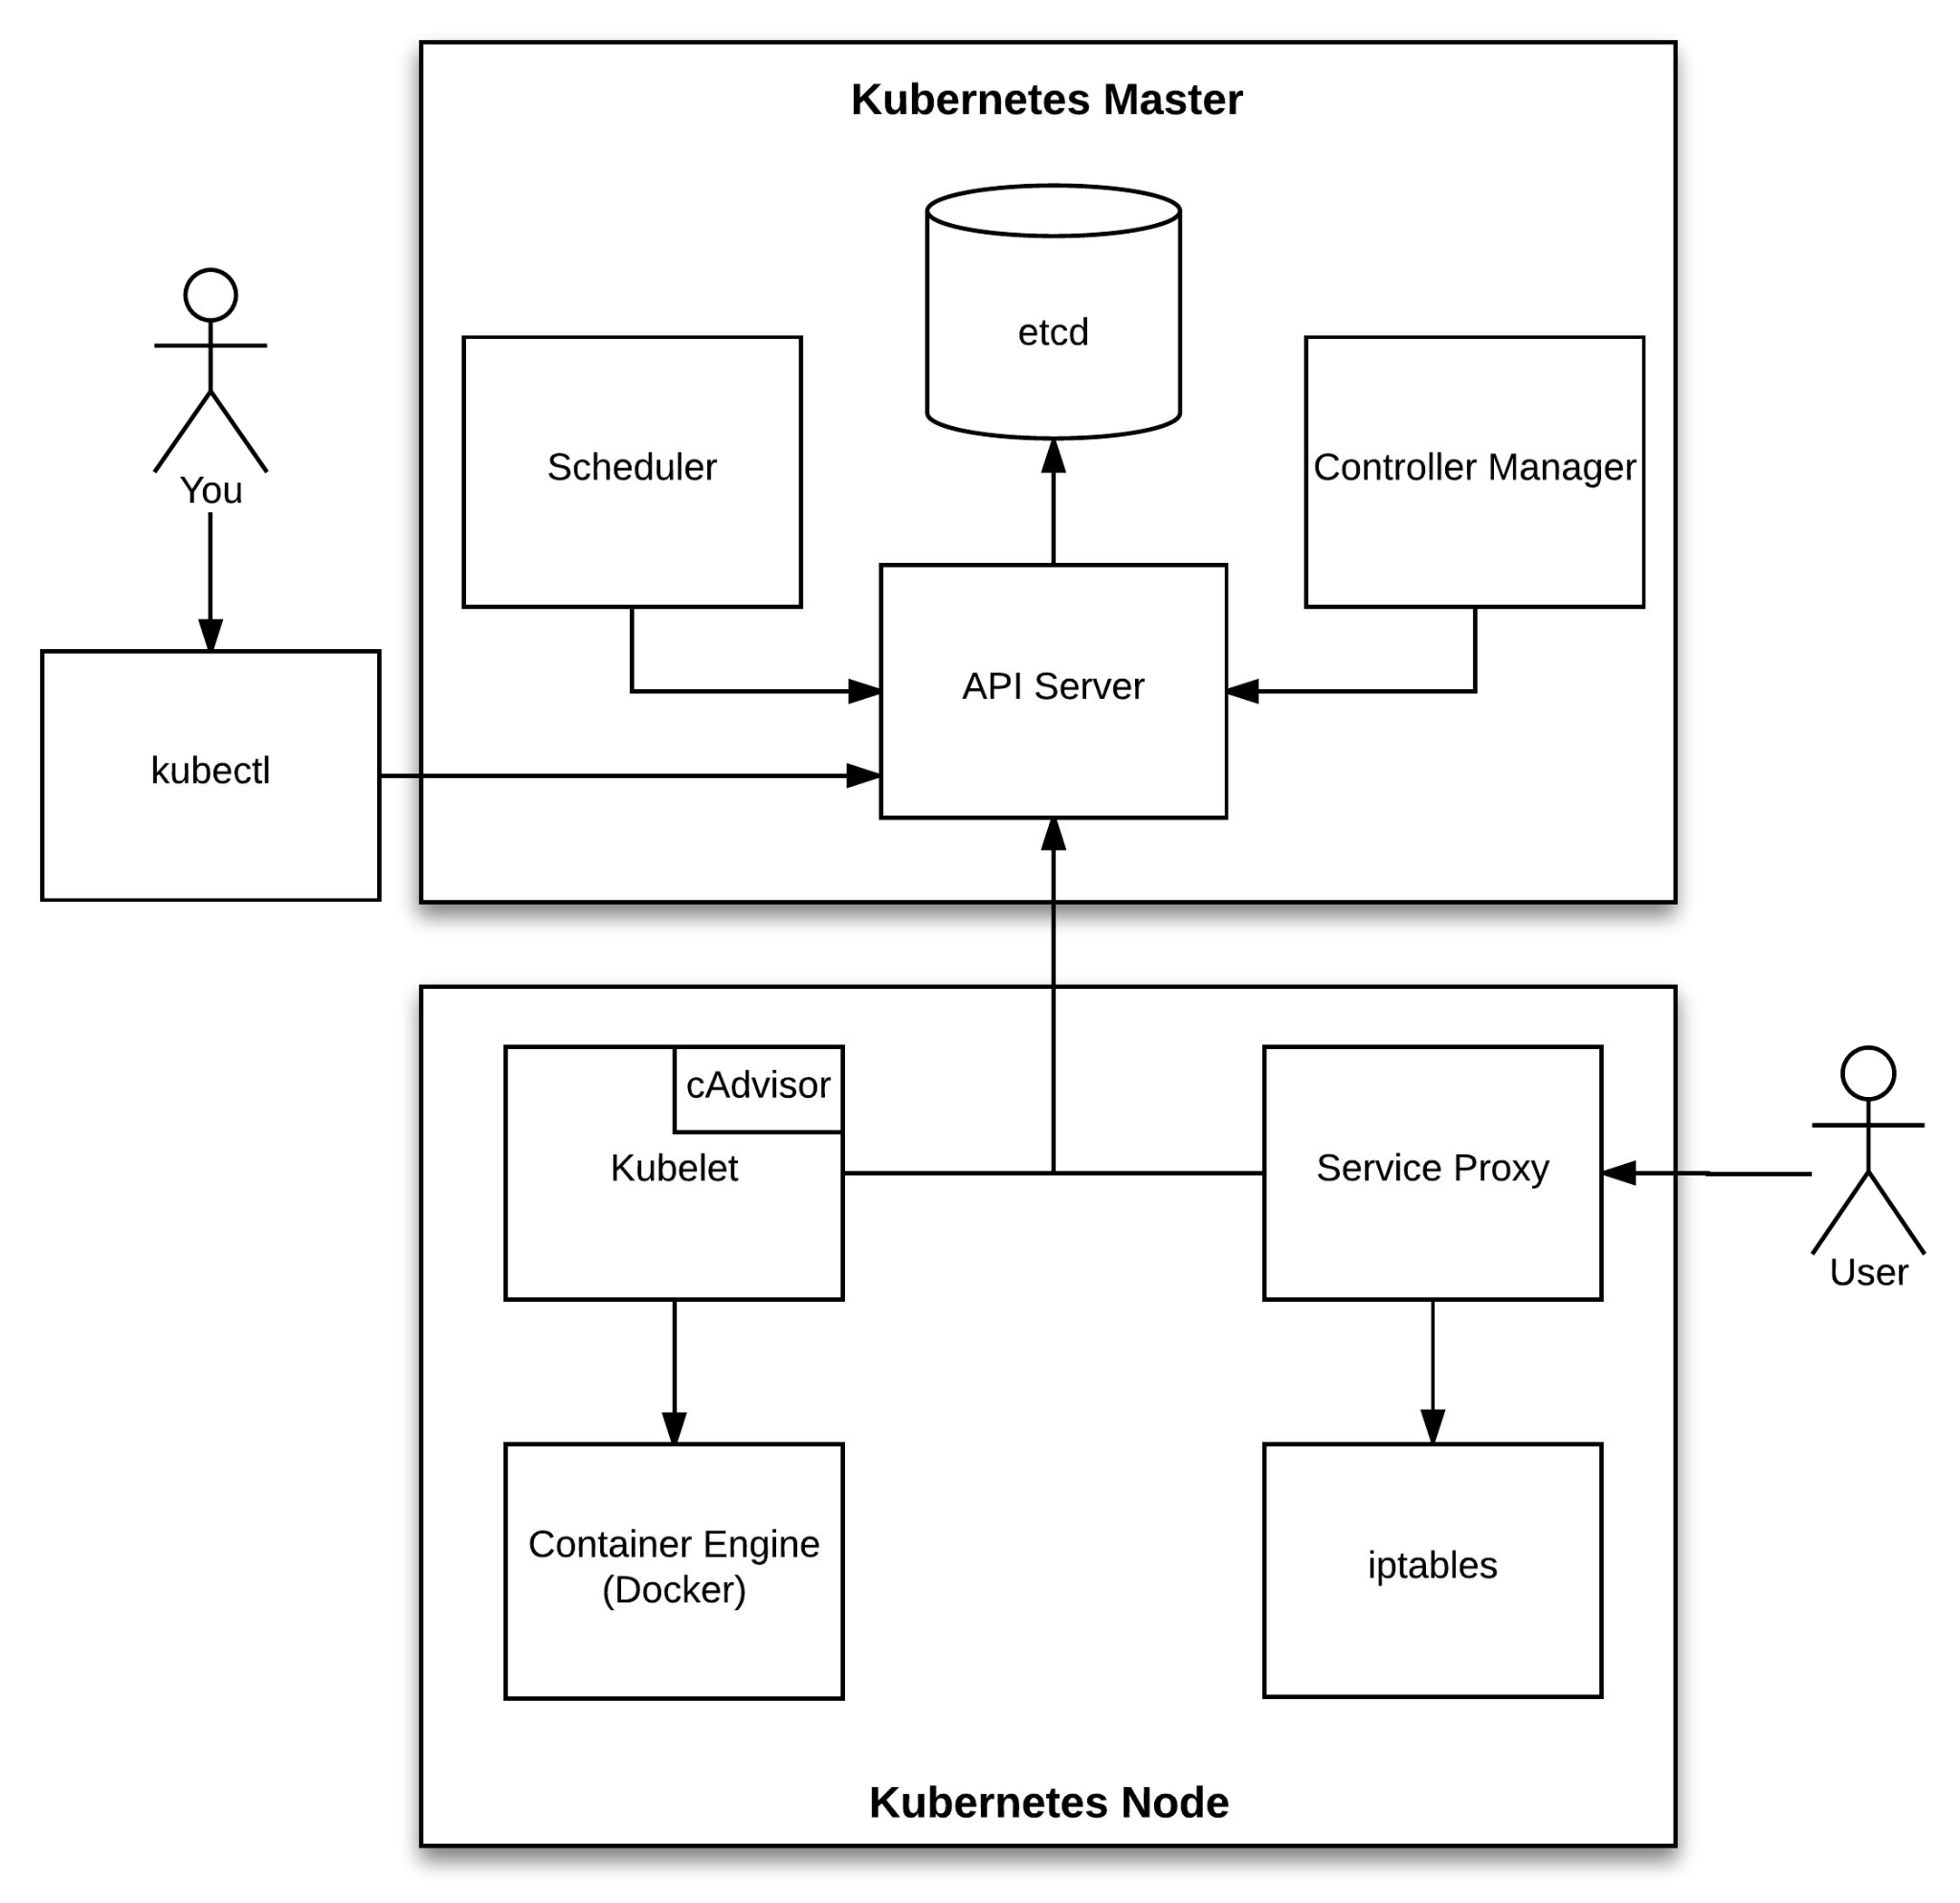 Kubernetes Master
etcd
Scheduler
Controller Manager
You
API Server
kubectl
cAdvisor
Kubelet
Service Proxy
User
Container Engine
(Docker)
iptables
Kubernetes Node